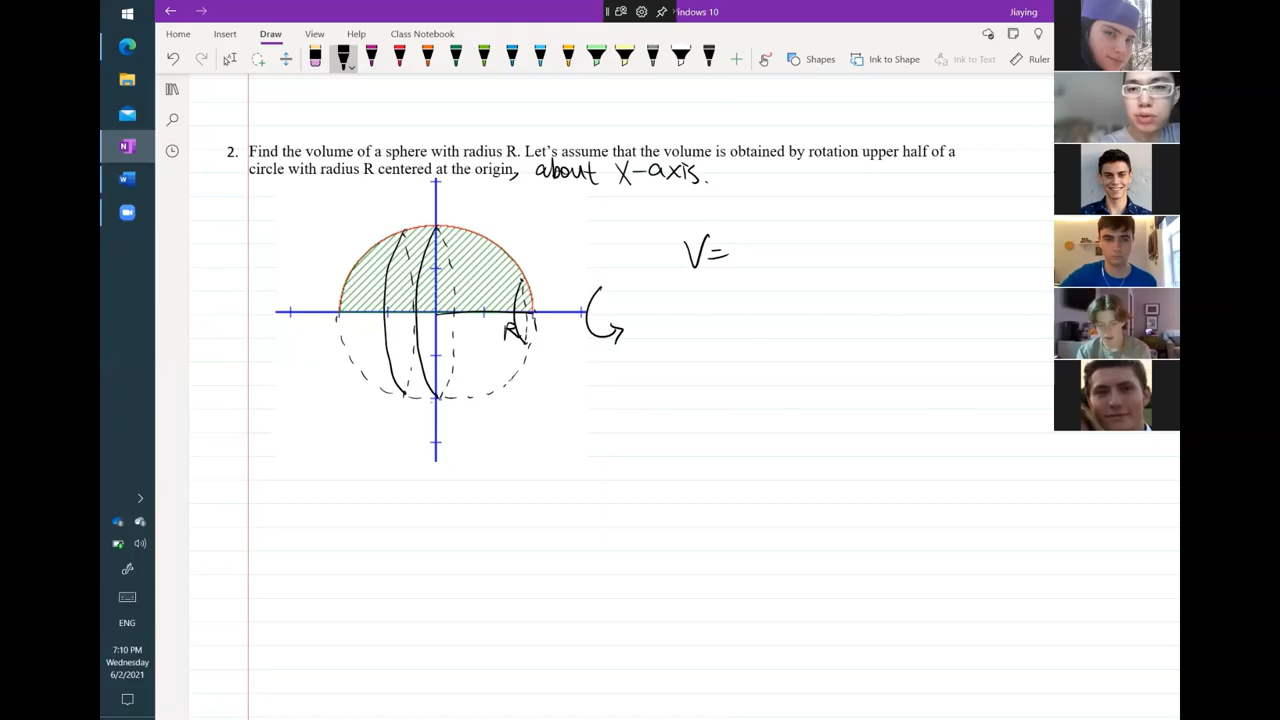 indows 10
Jiaying
Home Insert Draw View Help Class Notebook
Shapes Ink to Shape Ink to Text Ruler
2. Find the volume of a sphere with radius R. Let's assume that the volume is obtained by rotation upper half of a
circle with radius R centered at the origin, about X-axis.
V=
R
ENG
7:10 PM
Wednesday
6/2/2021